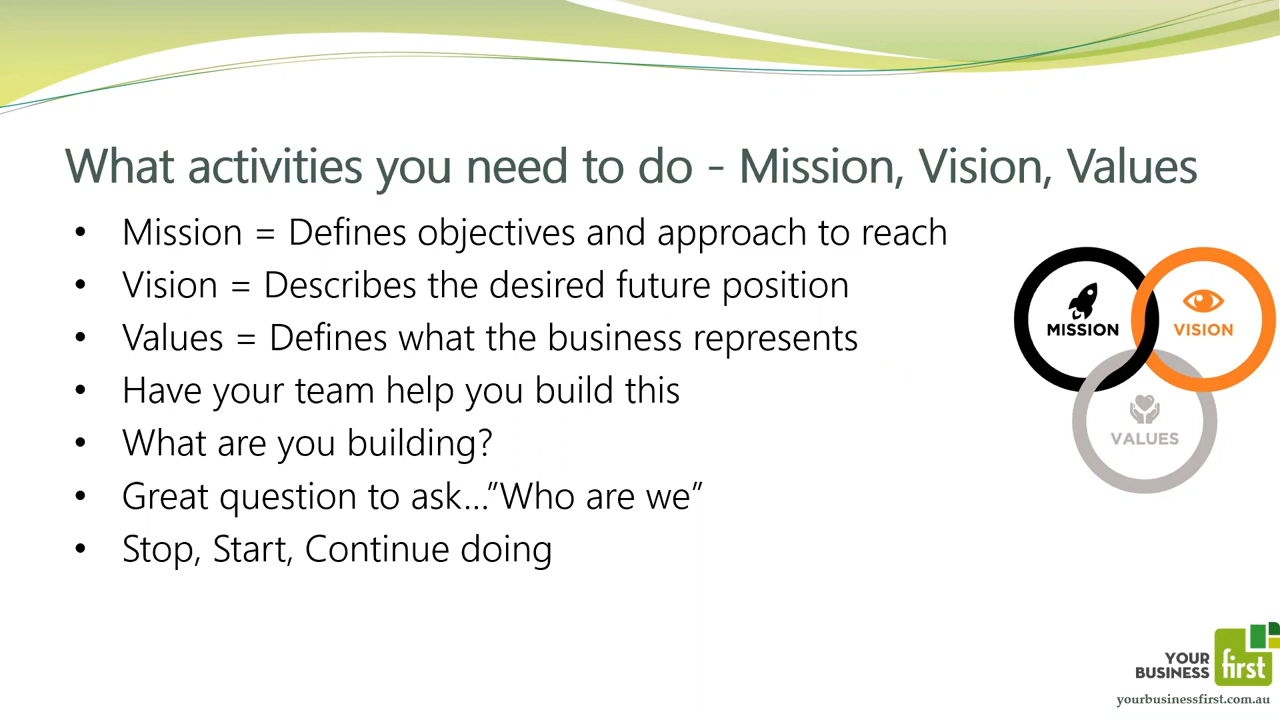 What activities you need to do - Mission, Vision, Values
• Mission = Defines objectives and approach to reach
• Vision = Describes the desired future position
• Values = Defines what the business represents
• Have your team help you build this
• What are you building?
• Great question to ask...”Who are we”
• Stop, Start, Continue doing
MISSION
VISION
VALUES
YOUR
BUSINESS
first
yourbusinessfirst.com.au